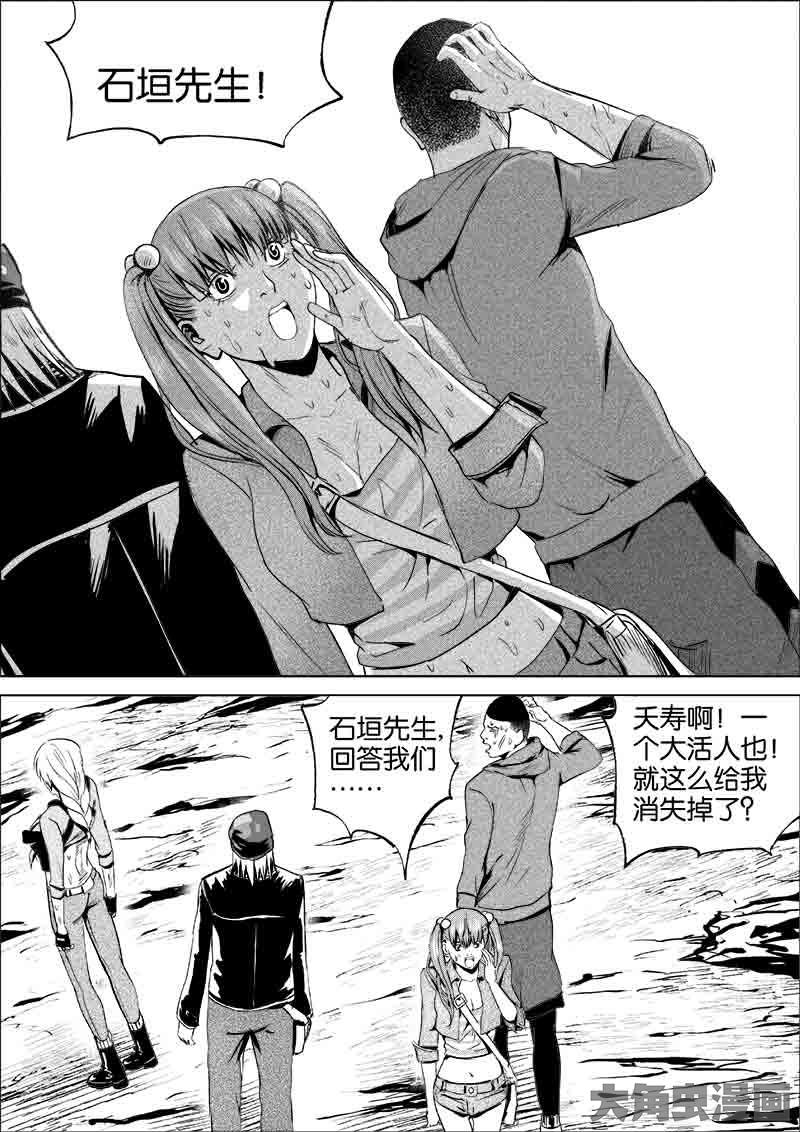 石垣先生！
石垣先生,
回答我们
……
夭寿啊！一
个大活人也！
就这么给我
消失掉了？
大角虫漫画